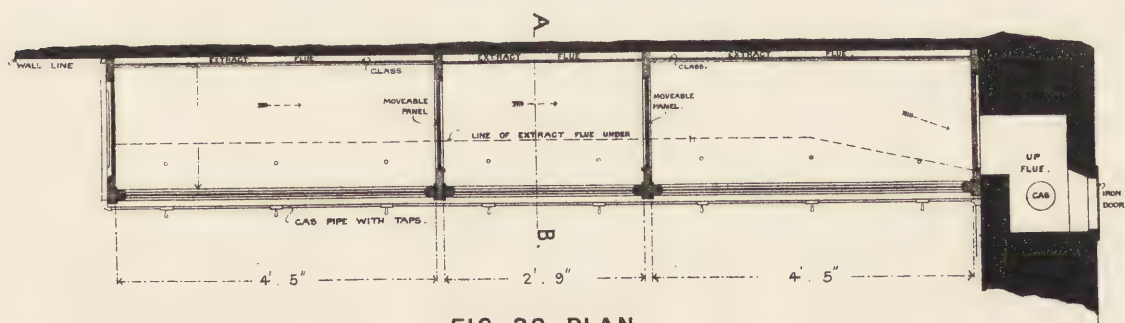 A
WALL LINE
EXTRACT FLUE
GLASS
EXTRACT FLUE
GLASS.
EXTRACT FLUE
MOVEABLE
PANEL
MOVEABLE
PANEL.
LINE OF EXTRACT FLUE UNDER
UP
FLUE.
GAS
IRON
DOOR
GAS PIPE WITH TAPS.
B.
4'. 5"
2'. 9"
4'. 5"